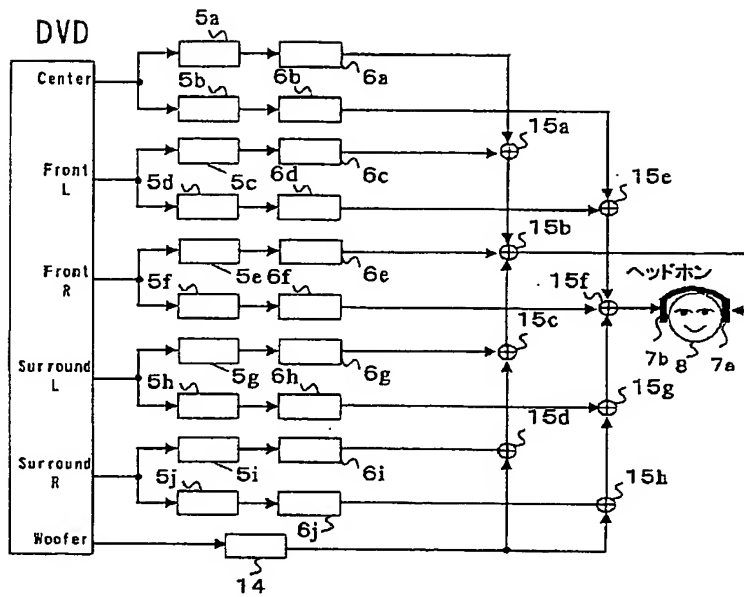 DVD
5a
Center
5b
6b
6a
15a
Front
L
5d
5c
6d
6c
15e
15b
Front
R
5f
5e
6f
6e
15f
ヘッドホン
15c
7b
8
7a
Surround
L
5h
5g
6h
6g
15g
15d
Surround
R
5j
5i
6i
15h
6j
Woofer
14